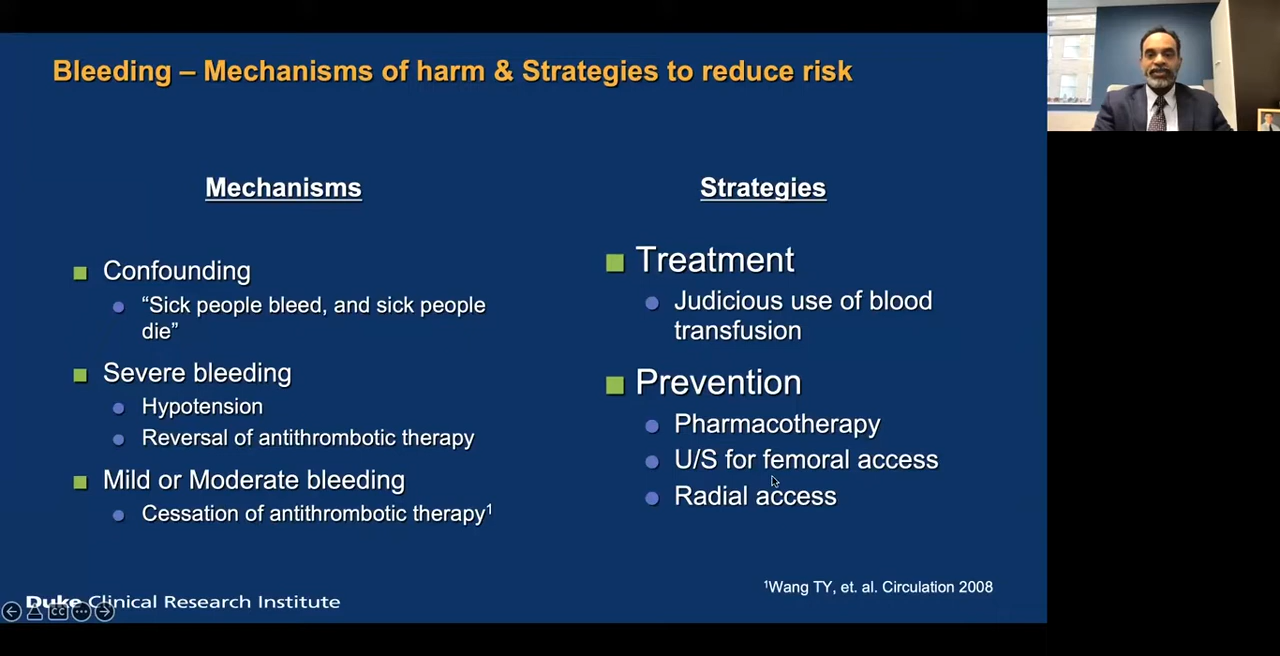 Bleeding – Mechanisms of harm & Strategies to reduce risk
Mechanisms
Confounding
“Sick people bleed, and sick people
die”
Severe bleeding
Hypotension
Reversal of antithrombotic therapy
Mild or Moderate bleeding
Cessation of antithrombotic therapy¹
Strategies
Treatment
Judicious use of blood
transfusion
Prevention
Pharmacotherapy
U/S for femoral access
Radial access
¹Wang TY, et. al. Circulation 2008
Duke Clinical Research Institute
CC